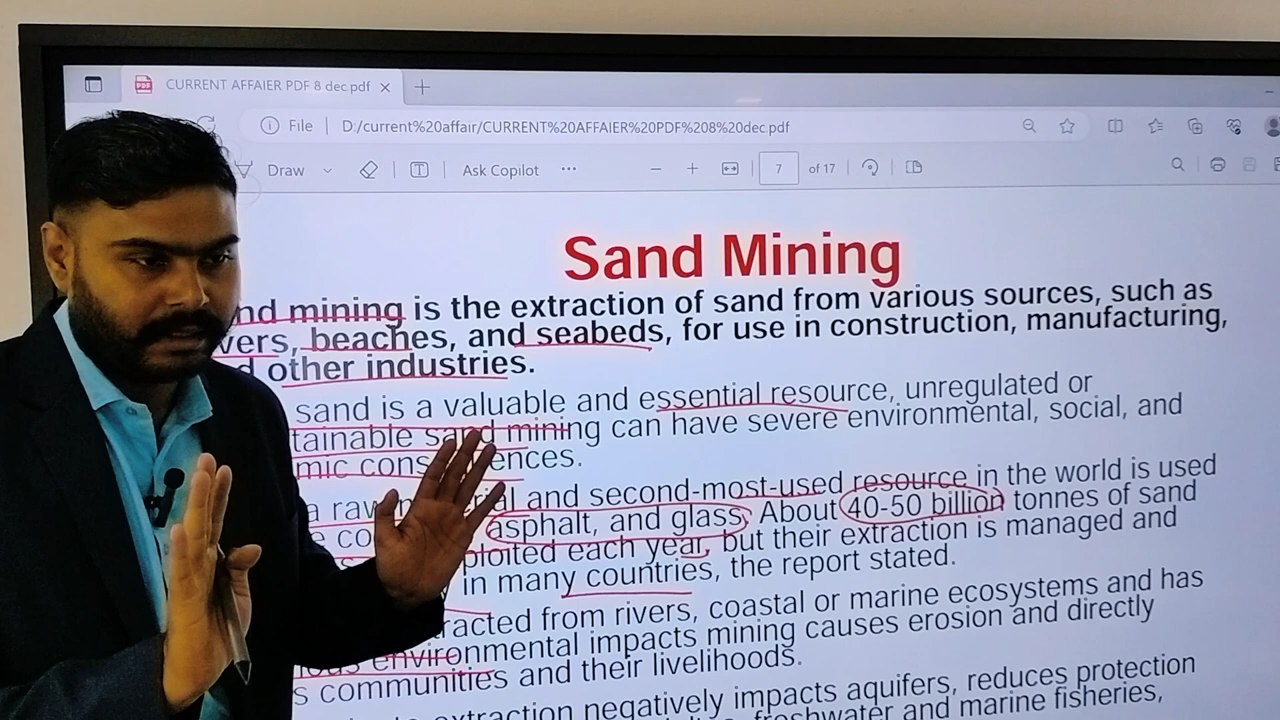 CURRENT AFFAIER PDF 8 dec.pdf
File D:/current%20affair/CURRENT%20AFFAIER%20PDF%208%20dec.pdf
Draw Ask Copilot 7 of 17
Sand Mining
nd mining is the extraction of sand from various sources, such as
vers, beaches, and seabeds, for use in construction, manufacturing,
d other industries.
sand is a valuable and essential resource, unregulated or
tainable sand mining can have severe environmental, social, and
mic cons ences.
a raw rial and second-most-used resource in the world is used
e co asphalt, and glass. About 40-50 billion tonnes of sand
ploited each year, but their extraction is managed and
in many countries, the report stated.
racted from rivers, coastal or marine ecosystems and has
ious environmental impacts mining causes erosion and directly
s communities and their livelihoods.
extraction negatively impacts aquifers, reduces protection
freshwater and marine fisheries,